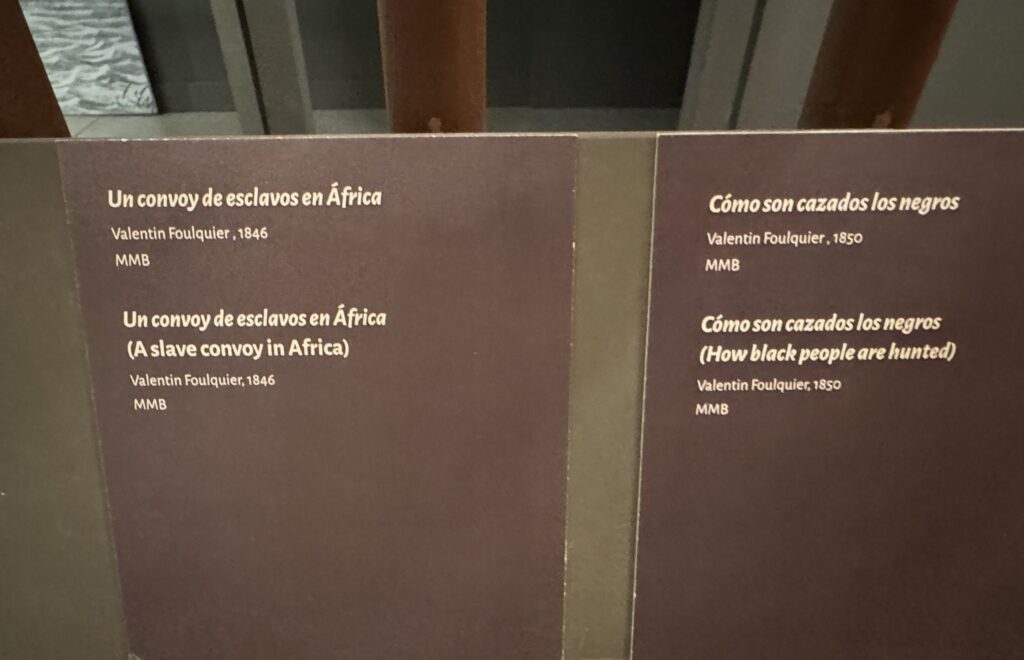 Un convoy de esclavos en África
Valentin Foulquier , 1846
MMB
Un convoy de esclavos en África
(A slave convoy in Africa)
Valentin Foulquier, 1846
MMB
Cómo son cazados los negros
Valentin Foulquier , 1850
MMB
Cómo son cazados los negros
(How black people are hunted)
Valentin Foulquier, 1850
MMB